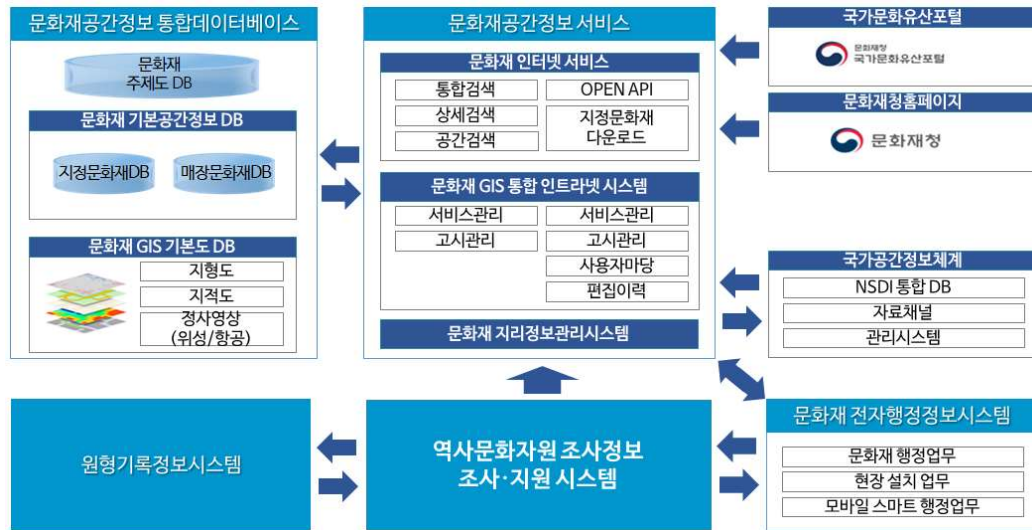 문화재공간정보 통합데이터베이스
문화재
주제도 DB
문화재 기본공간정보 DB
지정문화재DB
매장문화재DB
문화재 GIS 기본도 DB
지형도
지적도
정사영상
(위성/항공)
문화재공간정보 서비스
문화재 인터넷 서비스
통합검색
상세검색
공간검색
OPEN API
지정문화재
다운로드
문화재 GIS 통합 인트라넷 시스템
서비스관리
고시관리
서비스관리
고시관리
사용자마당
편집이력
문화재 지리정보관리시스템
국가문화유산포털
문화재청
국가문화유산포털
문화재청홈페이지
문화재청
국가공간정보체계
NSDI 통합 DB
자료채널
관리시스템
원형기록정보시스템
역사문화자원 조사정보
조사·지원 시스템
문화재 전자행정정보시스템
문화재 행정업무
현장 설치 업무
모바일 스마트 행정업무